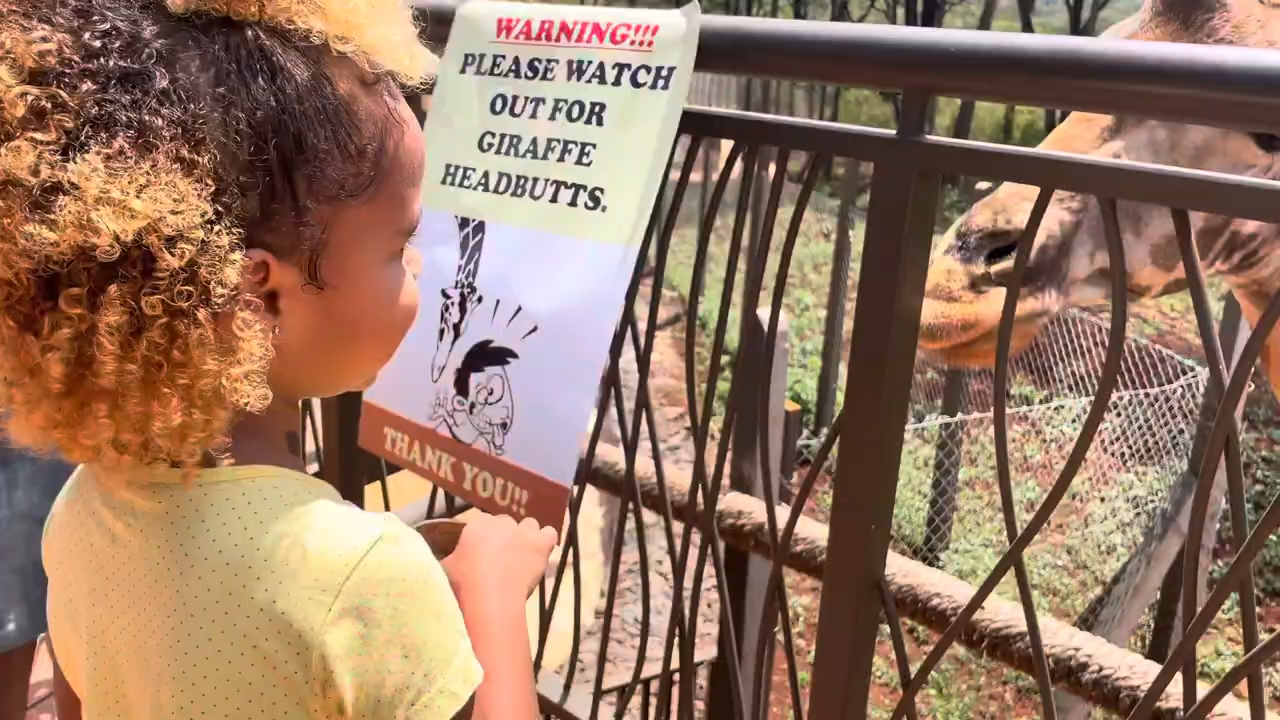 WARNING!!!
PLEASE WATCH
OUT FOR
GIRAFFE
HEADBUTTS.
THANK YOU!!